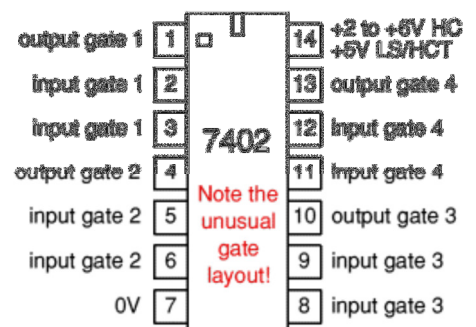 output gate 1 1 14 +2 to +6V HC
+5V LS/HCT
input gate 1 2 13 output gate 4
input gate 1 3 12 input gate 4
7402
output gate 2 4 11 input gate 4
Note the
unusual
gate
layout!
input gate 2 5 10 output gate 3
input gate 2 6 9 input gate 3
0V 7 8 input gate 3